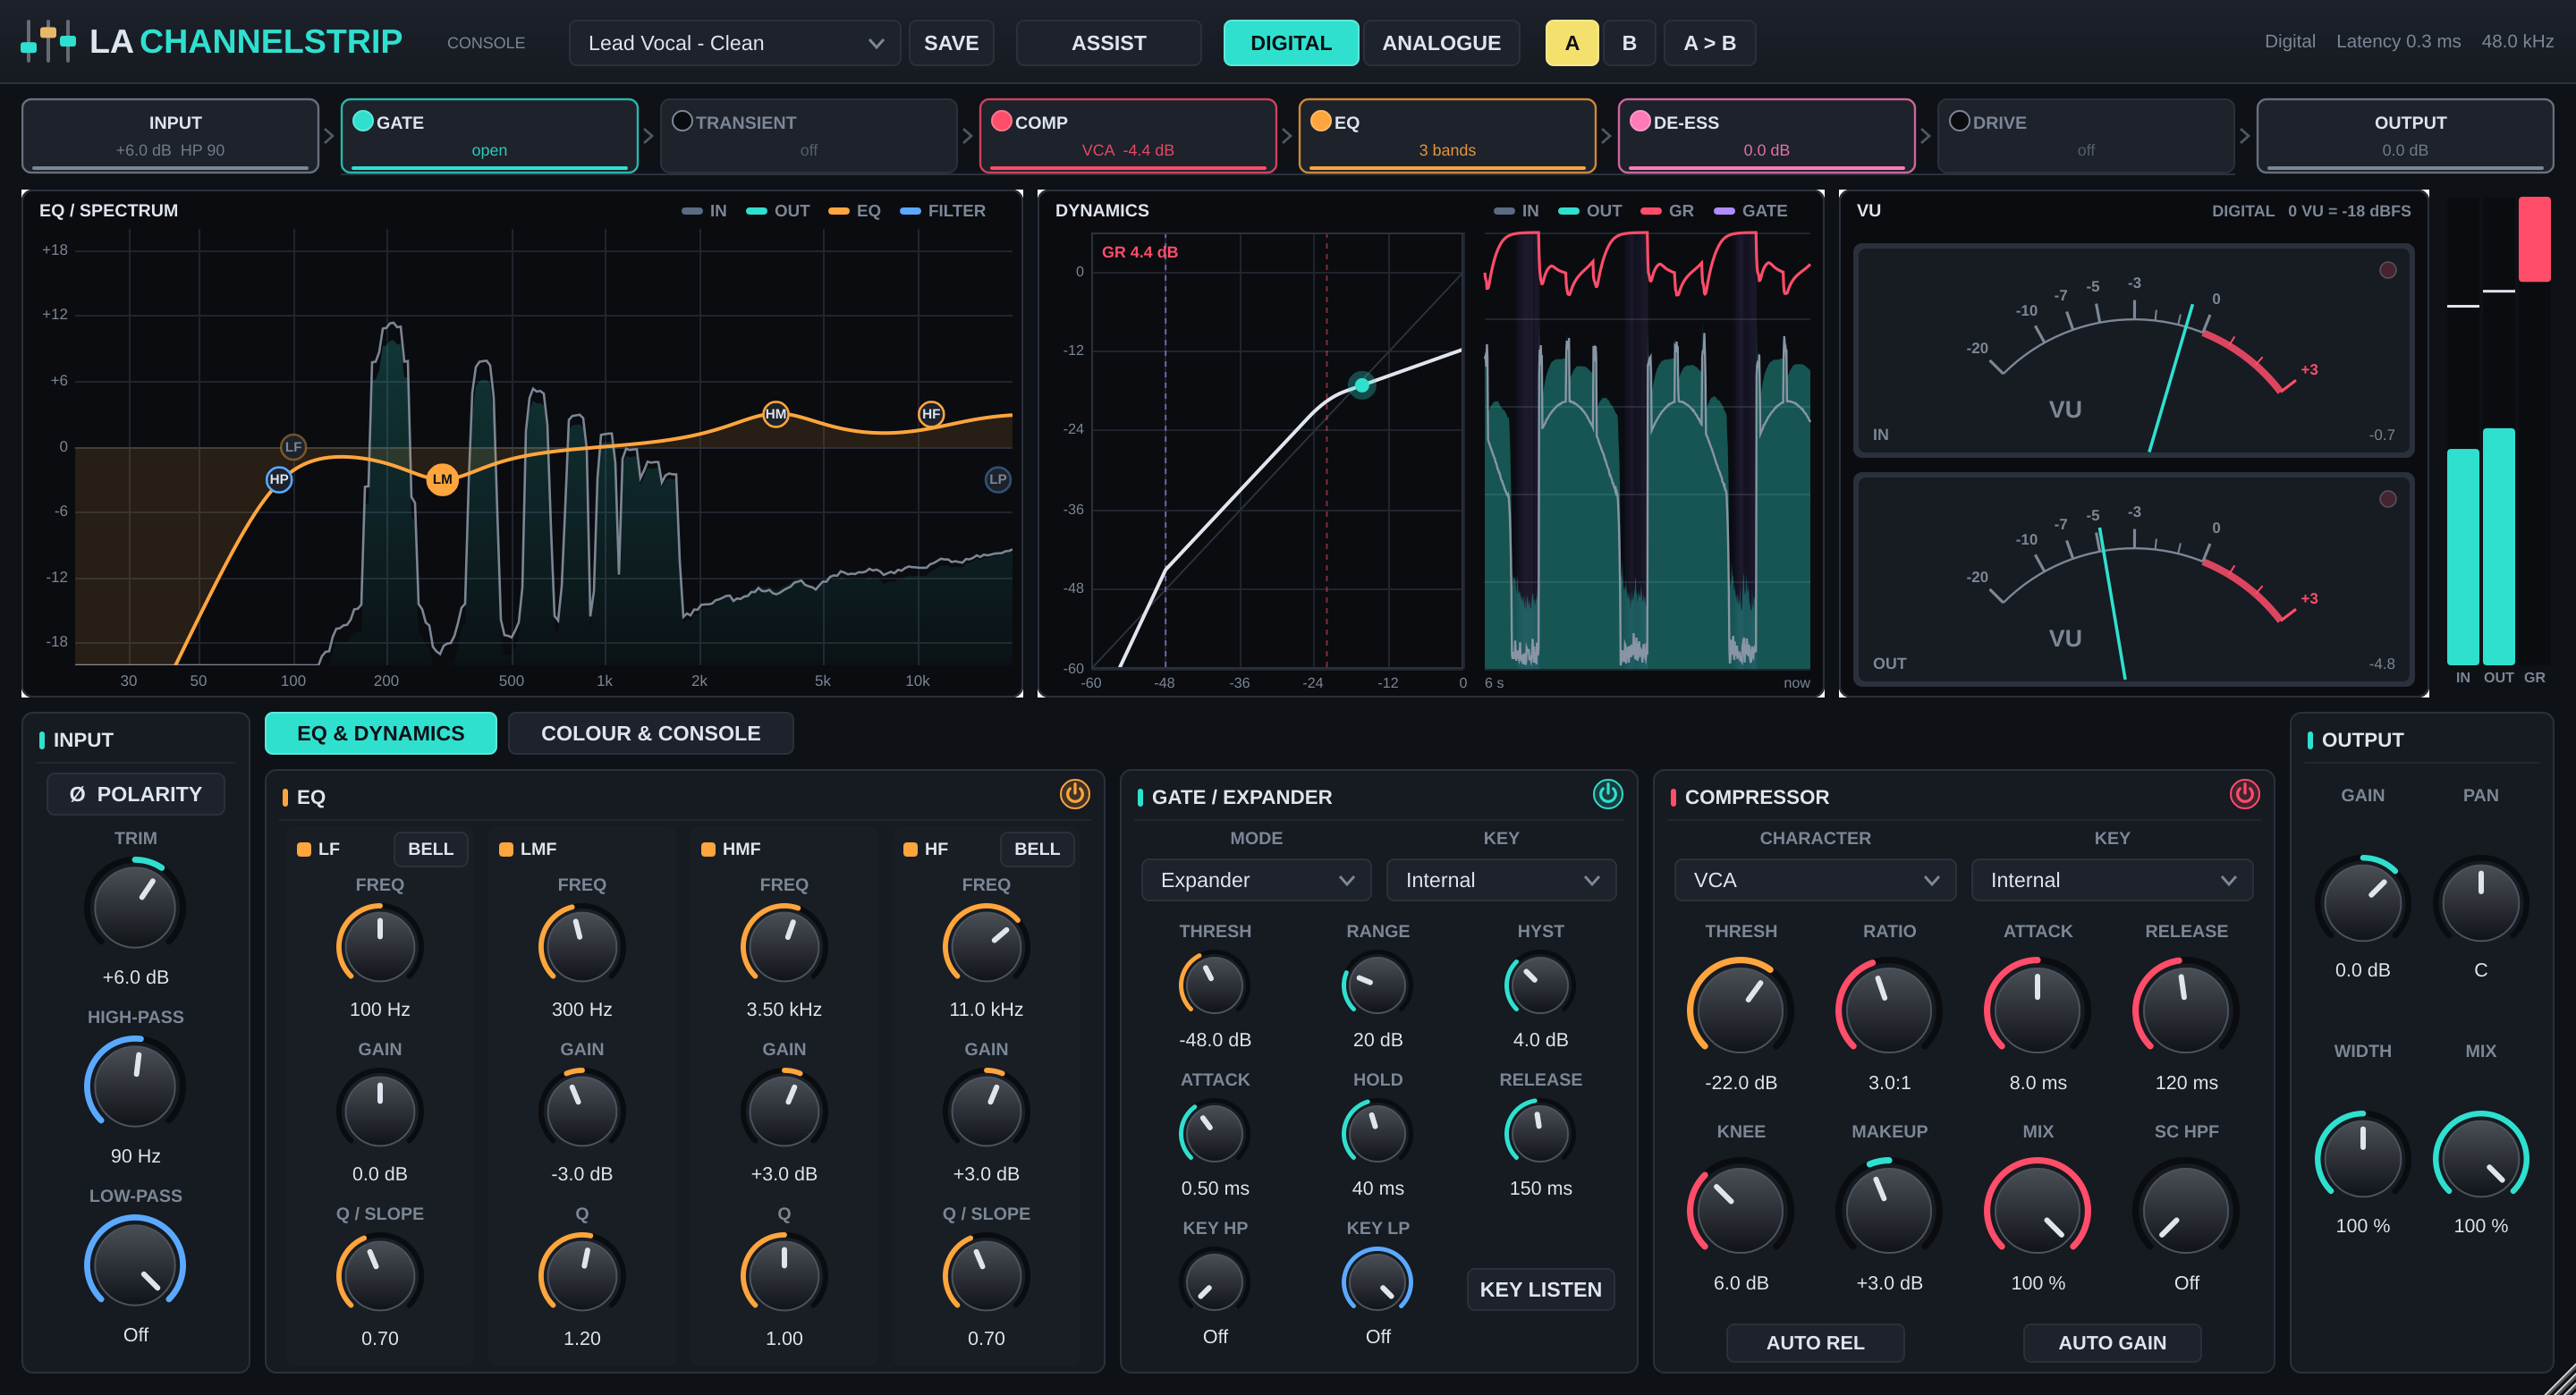 LA CHANNELSTRIP CONSOLE Lead Vocal - Clean SAVE ASSIST DIGITAL ANALOGUE A B A > B Digital Latency 0.3 ms 48.0 kHz
INPUT GATE TRANSIENT COMP EQ DE-ESS DRIVE OUTPUT
+6.0 dB HP 90 open off VCA -4.4 dB 3 bands 0.0 dB off 0.0 dB
EQ / SPECTRUM IN OUT EQ FILTER
+18
+12
+6
0
-6
-12
-18
HP LF LM HM HF LP
30 50 100 200 500 1k 2k 5k 10k
DYNAMICS IN OUT GR GATE
GR 4.4 dB
0
-12
-24
-36
-48
-60
-60 -48 -36 -24 -12 0 6 s now
VU DIGITAL 0 VU = -18 dBFS
-20 -10 -7 -5 -3 0 +3
VU
IN -0.7
-20 -10 -7 -5 -3 0 +3
VU
OUT -4.8
IN OUT GR
INPUT
Ø POLARITY
TRIM
+6.0 dB
HIGH-PASS
90 Hz
LOW-PASS
Off
EQ & DYNAMICS COLOUR & CONSOLE
EQ
LF BELL LMF HMF HF BELL
FREQ FREQ FREQ FREQ
100 Hz 300 Hz 3.50 kHz 11.0 kHz
GAIN GAIN GAIN GAIN
0.0 dB -3.0 dB +3.0 dB +3.0 dB
Q / SLOPE Q Q Q / SLOPE
0.70 1.20 1.00 0.70
GATE / EXPANDER
MODE KEY
Expander Internal
THRESH RANGE HYST
-48.0 dB 20 dB 4.0 dB
ATTACK HOLD RELEASE
0.50 ms 40 ms 150 ms
KEY HP KEY LP
KEY LISTEN
Off Off
COMPRESSOR
CHARACTER KEY
VCA Internal
THRESH RATIO ATTACK RELEASE
-22.0 dB 3.0:1 8.0 ms 120 ms
KNEE MAKEUP MIX SC HPF
6.0 dB +3.0 dB 100 % Off
AUTO REL AUTO GAIN
OUTPUT
GAIN PAN
0.0 dB C
WIDTH MIX
100 % 100 %